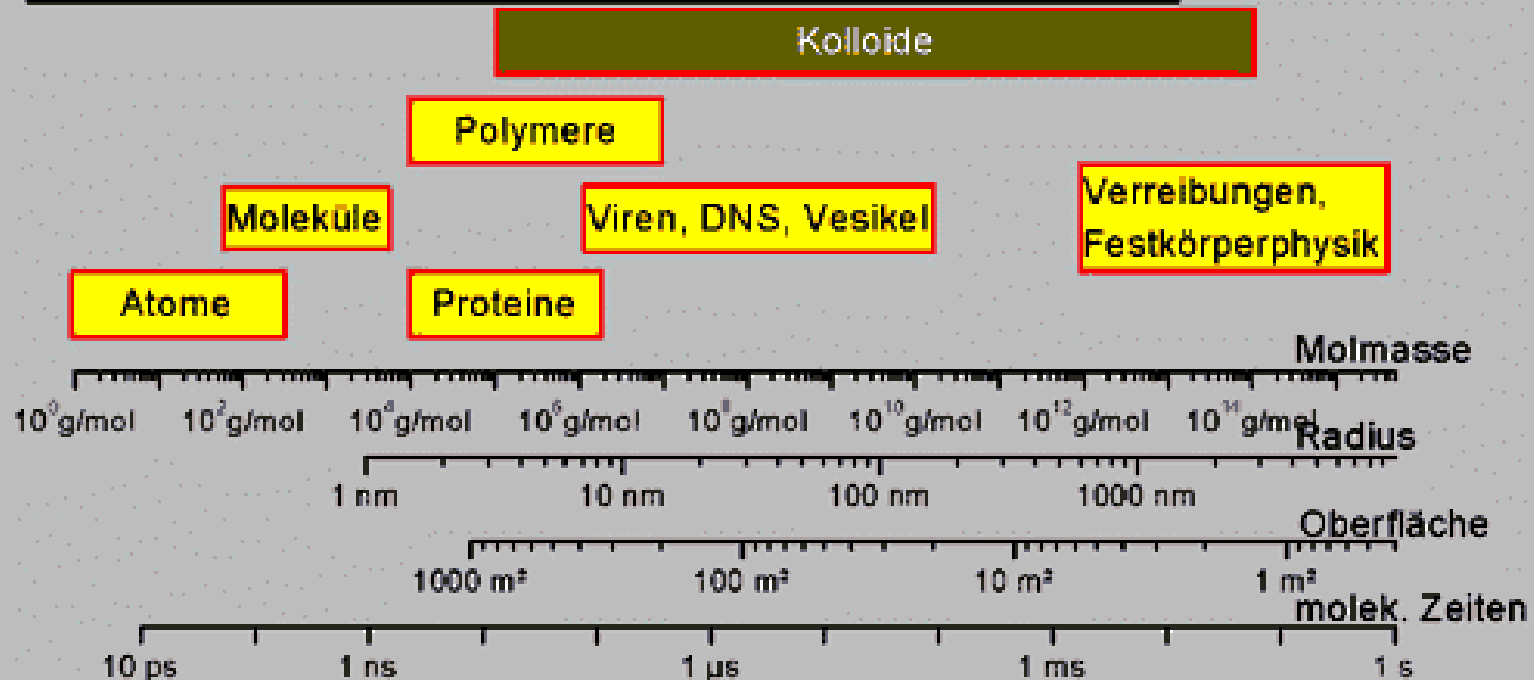 Kolloide
Polymere
Moleküle
Viren, DNS, Vesikel
Verreibungen,
Festkörperphysik
Atome
Proteine
Molmasse
10⁰g/mol 10²g/mol 10⁴g/mol 10⁶g/mol 10⁸g/mol 10¹⁰g/mol 10¹²g/mol 10¹⁴g/mol
Radius
1 nm 10 nm 100 nm 1000 nm
Oberfläche
1000 m² 100 m² 10 m² 1 m²
molek. Zeiten
10 ps 1 ns 1 µs 1 ms 1 s